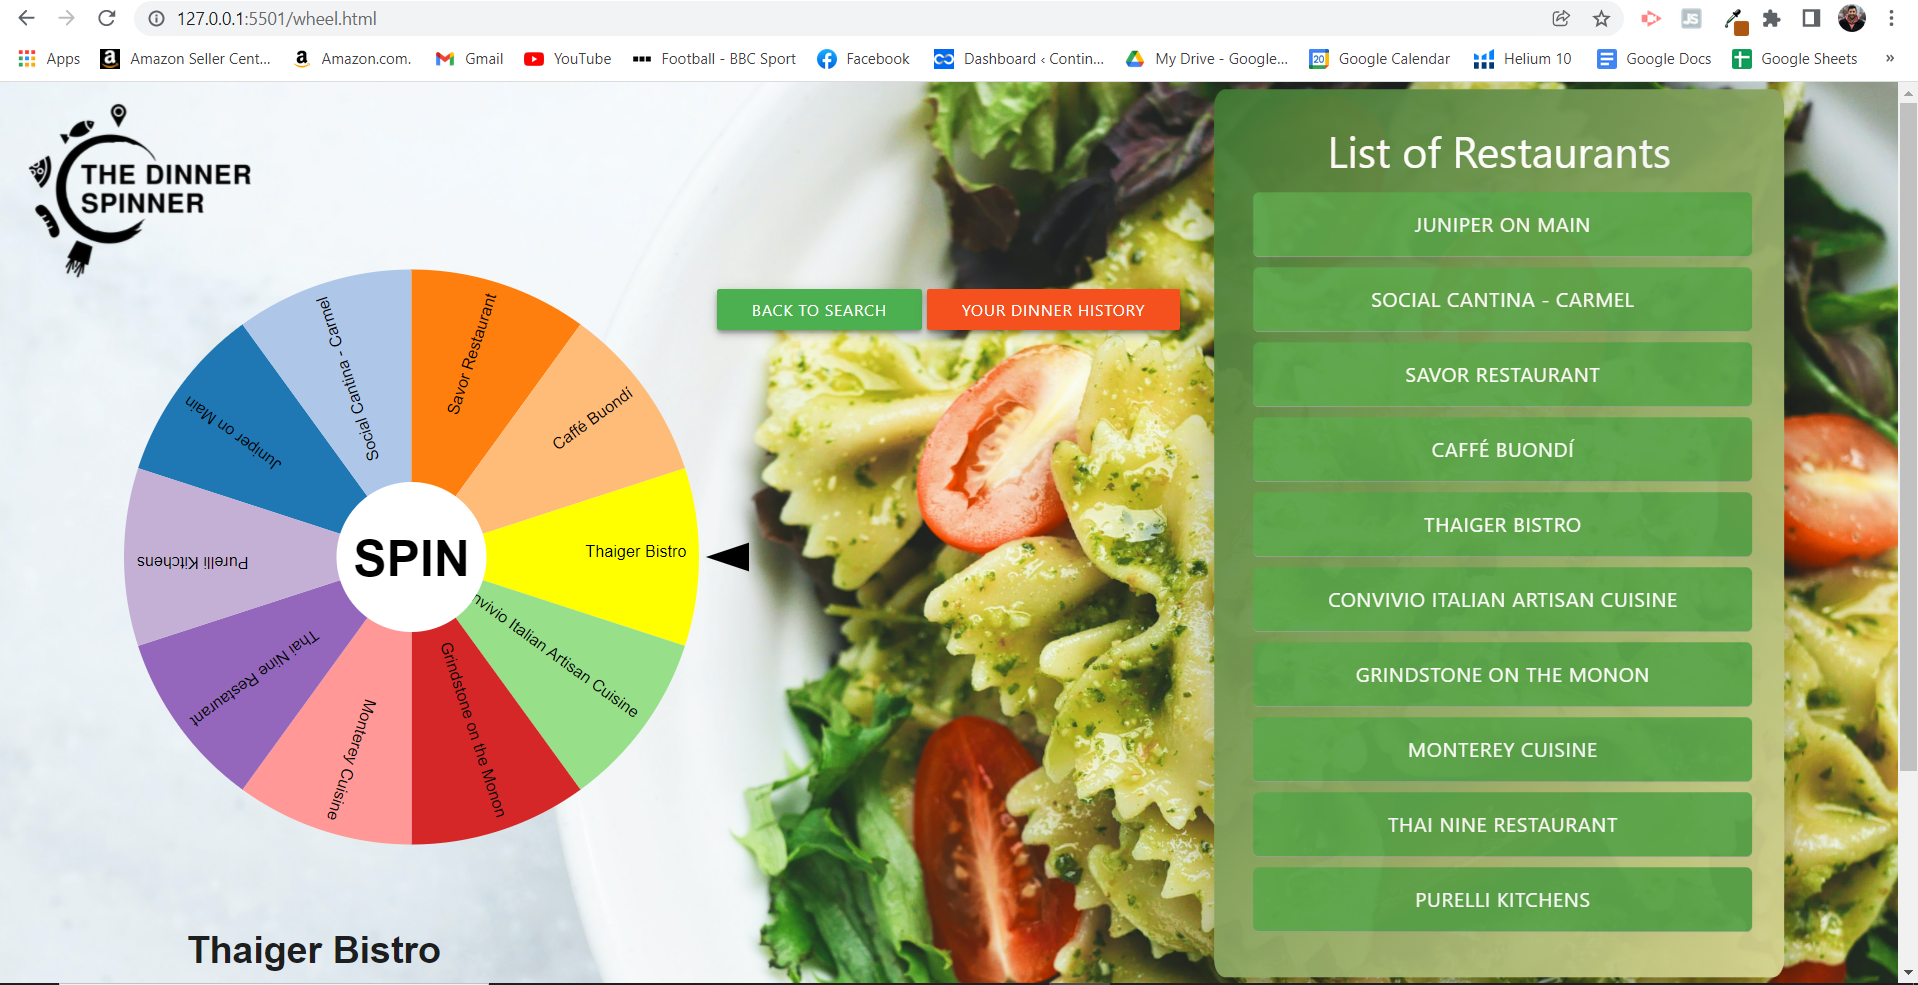 127.0.0.1:5501/wheel.html
Apps
Amazon Seller Cent...
Amazon.com.
Gmail
YouTube
Football - BBC Sport
Facebook
Dashboard ‹ Contin...
My Drive - Google...
20
Google Calendar
Helium 10
Google Docs
Google Sheets
»
JS
THE DINNER
SPINNER
Social Cantina - Carmel
Savor Restaurant
Caffé Buondí
Thaiger Bistro
nvivio Italian Artisan Cuisine
Grindstone on the Monon
Monterey Cuisine
Thai Nine Restaurant
Purelli Kitchens
Juniper on Main
SPIN
Thaiger Bistro
BACK TO SEARCH
YOUR DINNER HISTORY
List of Restaurants
JUNIPER ON MAIN
SOCIAL CANTINA - CARMEL
SAVOR RESTAURANT
CAFFÉ BUONDÍ
THAIGER BISTRO
CONVIVIO ITALIAN ARTISAN CUISINE
GRINDSTONE ON THE MONON
MONTEREY CUISINE
THAI NINE RESTAURANT
PURELLI KITCHENS